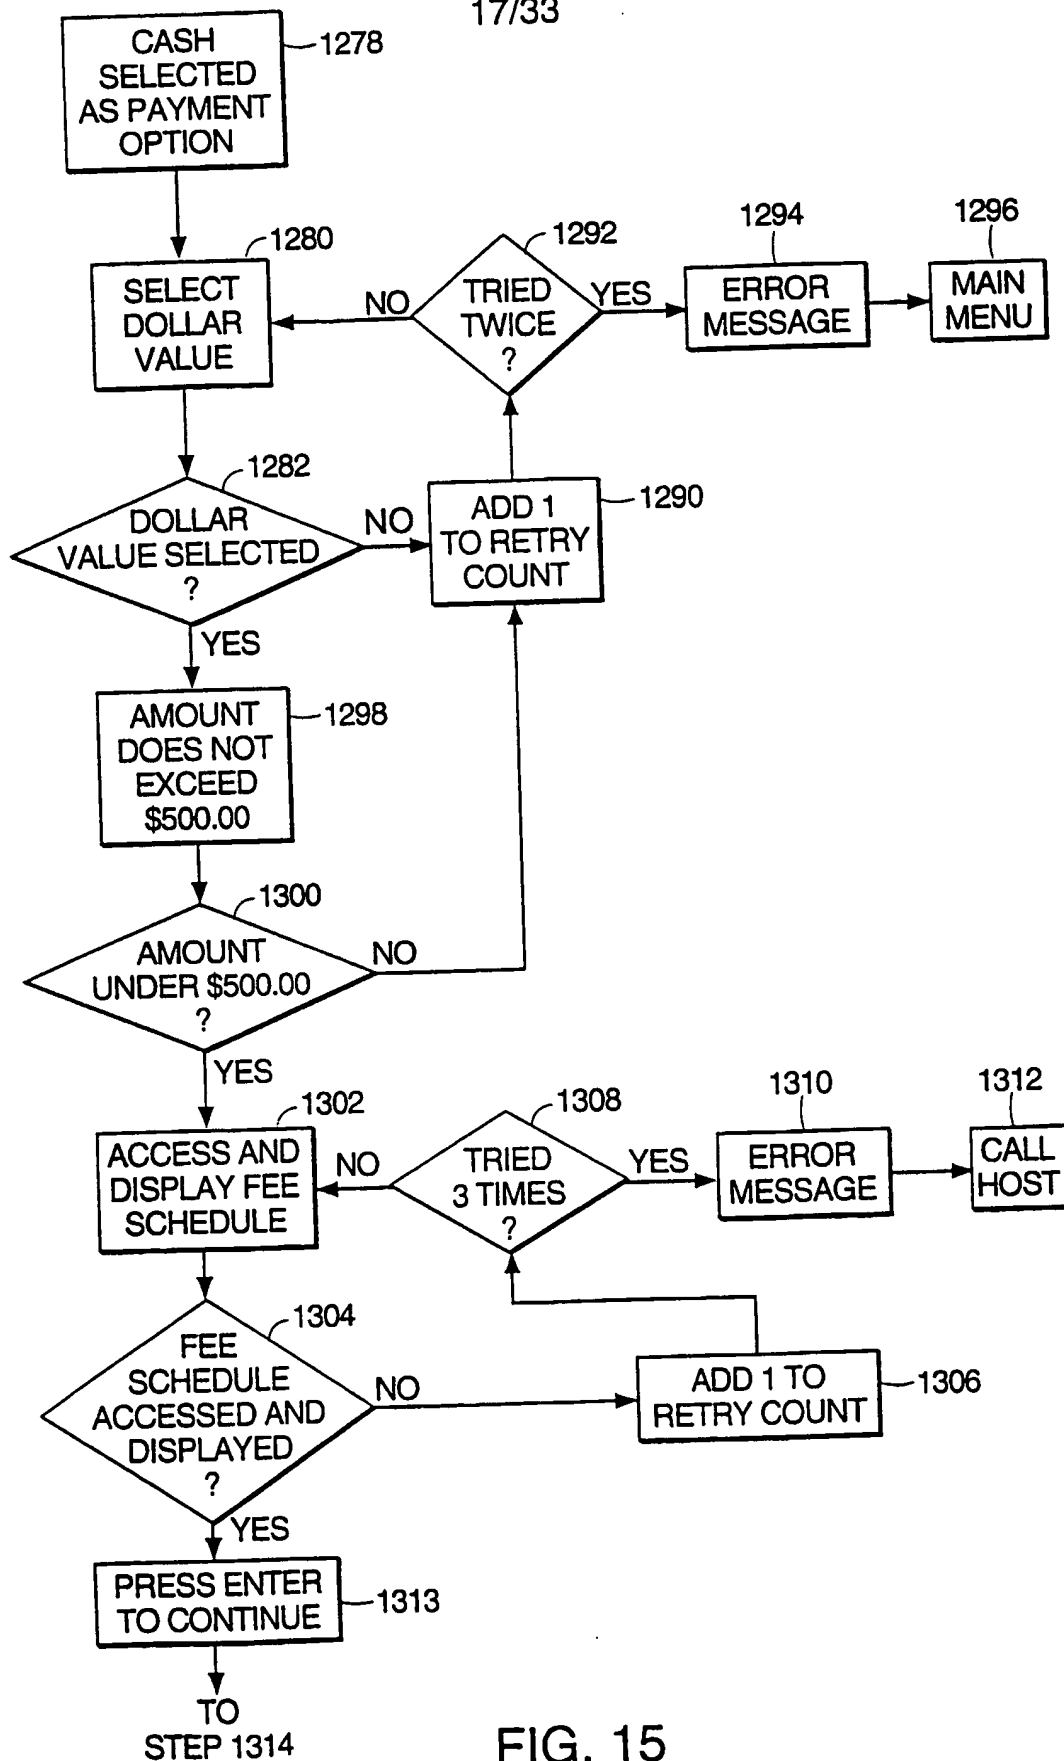 17/33
CASH
SELECTED
AS PAYMENT
OPTION
1278
1280
SELECT
DOLLAR
VALUE
NO
1292
TRIED
TWICE
?
YES
1294
ERROR
MESSAGE
1296
MAIN
MENU
1282
DOLLAR
VALUE SELECTED
?
NO
YES
ADD 1
TO RETRY
COUNT
1290
AMOUNT
DOES NOT
EXCEED
$500.00
1298
1300
AMOUNT
UNDER $500.00
?
NO
YES
1302
ACCESS AND
DISPLAY FEE
SCHEDULE
NO
1308
TRIED
3 TIMES
?
YES
1310
ERROR
MESSAGE
1312
CALL
HOST
1304
FEE
SCHEDULE
ACCESSED AND
DISPLAYED
?
NO
YES
ADD 1 TO
RETRY COUNT
1306
PRESS ENTER
TO CONTINUE
1313
TO
STEP 1314
FIG. 15